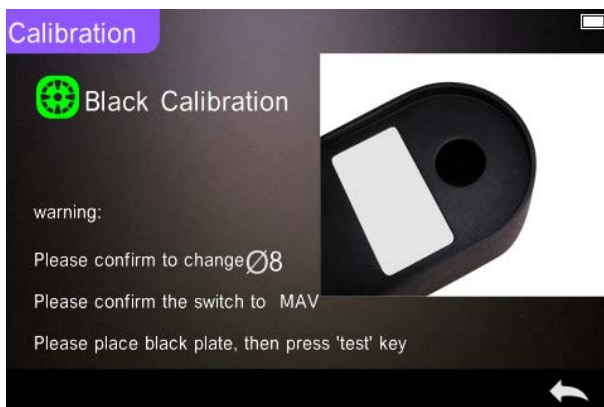 Calibration
Black Calibration
warning:
Please confirm to change Ø8
Please confirm the switch to MAV
Please place black plate, then press 'test' key